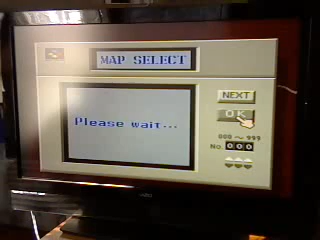 MAP SELECT
Please wait...
NEXT
OK
000 ~ 999
No. 000